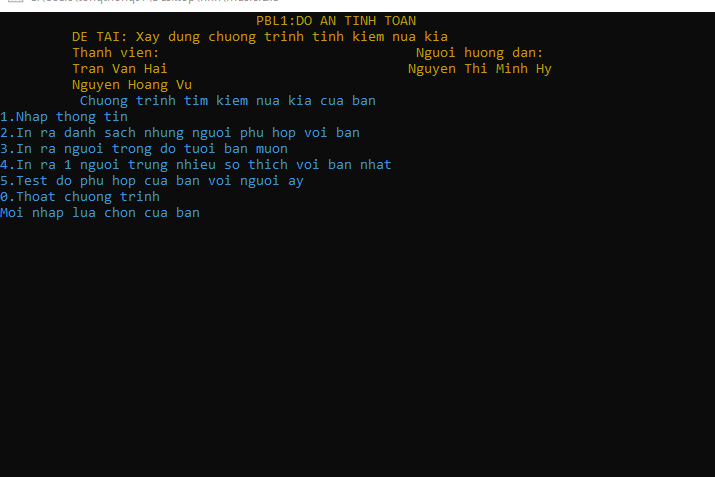 PBL1:DO AN TINH TOAN
DE TAI: Xay dung chuong trinh tinh kiem nua kia
Thanh vien: Nguoi huong dan:
Tran Van Hai Nguyen Thi Minh Hy
Nguyen Hoang Vu
Chuong trinh tim kiem nua kia cua ban
1.Nhap thong tin
2.In ra danh sach nhung nguoi phu hop voi ban
3.In ra nguoi trong do tuoi ban muon
4.In ra 1 nguoi trung nhieu so thich voi ban nhat
5.Test do phu hop cua ban voi nguoi ay
0.Thoat chuong trinh
Moi nhap lua chon cua ban